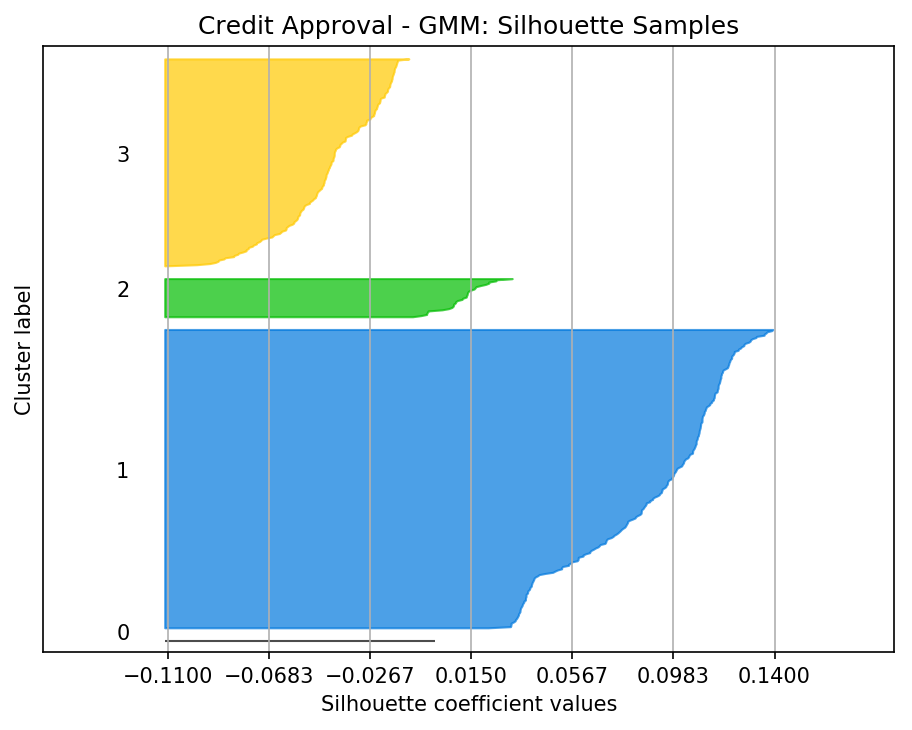 Credit Approval - GMM: Silhouette Samples
3
2
1
0
Cluster label
−0.1100 −0.0683 −0.0267 0.0150 0.0567 0.0983 0.1400
Silhouette coefficient values